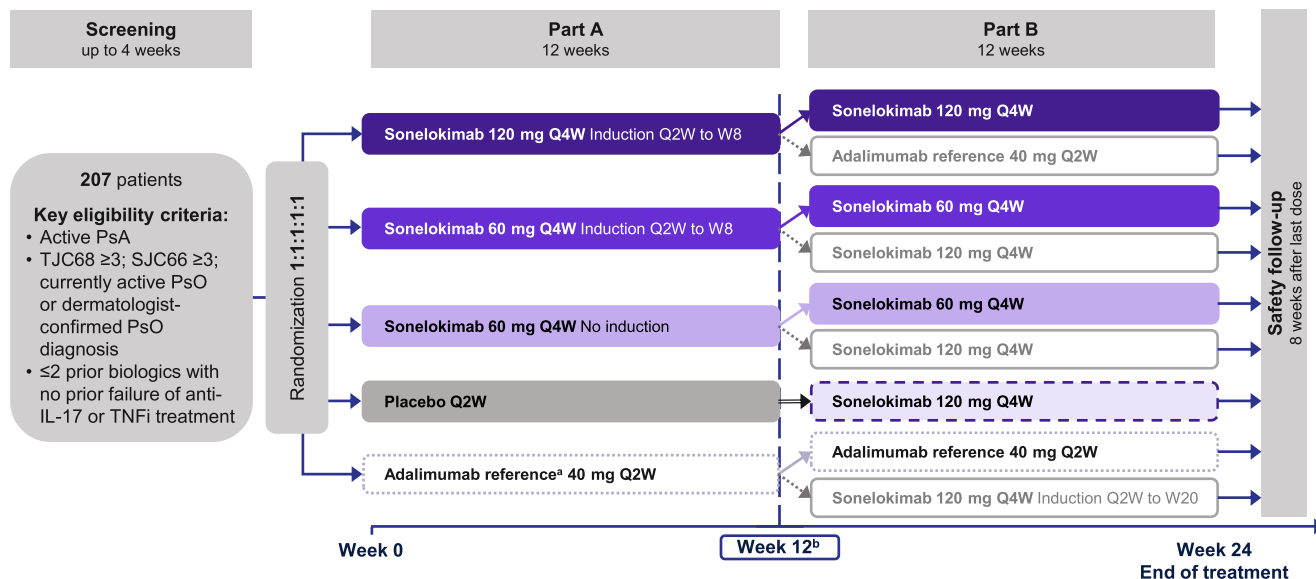 Screening
up to 4 weeks
Part A
12 weeks
Part B
12 weeks
207 patients
Key eligibility criteria:
• Active PsA
• TJC68 ≥3; SJC66 ≥3;
currently active PsO
or dermatologist-
confirmed PsO
diagnosis
• ≤2 prior biologics with
no prior failure of anti-
IL-17 or TNFi treatment
Randomization 1:1:1:1:1
Sonelokimab 120 mg Q4W Induction Q2W to W8
Sonelokimab 60 mg Q4W Induction Q2W to W8
Sonelokimab 60 mg Q4W No induction
Placebo Q2W
Adalimumab referenceᵃ 40 mg Q2W
Sonelokimab 120 mg Q4W
Adalimumab reference 40 mg Q2W
Sonelokimab 60 mg Q4W
Sonelokimab 120 mg Q4W
Sonelokimab 60 mg Q4W
Sonelokimab 120 mg Q4W
Sonelokimab 120 mg Q4W
Adalimumab reference 40 mg Q2W
Sonelokimab 120 mg Q4W Induction Q2W to W20
Safety follow-up
8 weeks after last dose
Week 0
Week 12ᵇ
Week 24
End of treatment